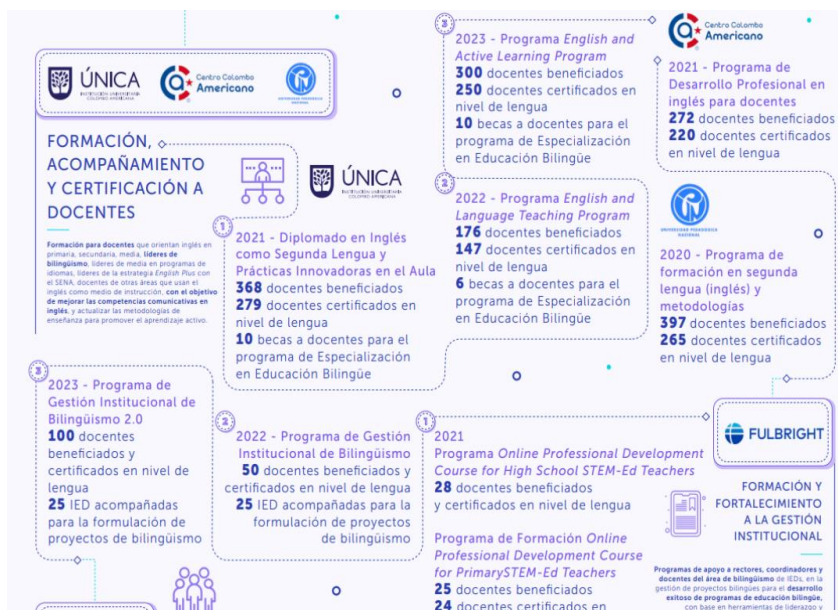 ÚNICA
INSTITUCIÓN UNIVERSITARIA
COLOMBO AMERICANA
Centro Colombo
Americano
UNIVERSIDAD PEDAGOGICA
NACIONAL
FORMACIÓN,
ACOMPAÑAMIENTO
Y CERTIFICACIÓN A
DOCENTES
Formación para docentes que orientan inglés en
primaria, secundaria, media, líderes de
bilingüismo, líderes de media en programas de
idiomas, líderes de la estrategia English Plus con
el SENA, docentes de otras áreas que usan el
inglés como medio de instrucción, con el objetivo
de mejorar las competencias comunicativas en
inglés, y actualizar las metodologías de
enseñanza para promover el aprendizaje activo.
ÚNICA
INSTITUCIÓN UNIVERSITARIA
COLOMBO AMERICANA
1
2021 - Diplomado en Inglés
como Segunda Lengua y
Prácticas Innovadoras en el Aula
368 docentes beneficiados
279 docentes certificados en
nivel de lengua
10 becas a docentes para el
programa de Especialización
en Educación Bilingüe
2
2022 - Programa English and
Language Teaching Program
176 docentes beneficiados
147 docentes certificados en
nivel de lengua
6 becas a docentes para el
programa de Especialización
en Educación Bilingüe
3
2023 - Programa English and
Active Learning Program
300 docentes beneficiados
250 docentes certificados en
nivel de lengua
10 becas a docentes para el
programa de Especialización
en Educación Bilingüe
Centro Colombo
Americano
2021 - Programa de
Desarrollo Profesional en
inglés para docentes
272 docentes beneficiados
220 docentes certificados
en nivel de lengua
UNIVERSIDAD PEDAGOGICA
NACIONAL
2020 - Programa de
formación en segunda
lengua (inglés) y
metodologías
397 docentes beneficiados
265 docentes certificados
en nivel de lengua
FULBRIGHT
FORMACIÓN Y
FORTALECIMIENTO
A LA GESTIÓN
INSTITUCIONAL
Programas de apoyo a rectores, coordinadores y
docentes del área de bilingüismo de IEDs, en la
gestión de proyectos bilingües para el desarrollo
exitoso de programas de educación bilingüe,
con base en herramientas de liderazgo y
1
2021
Programa Online Professional Development
Course for High School STEM-Ed Teachers
28 docentes beneficiados
y certificados en nivel de lengua
Programa de Formación Online
Professional Development Course
for PrimarySTEM-Ed Teachers
25 docentes beneficiados
24 docentes certificados en
2
2022 - Programa de Gestión
Institucional de Bilingüismo
50 docentes beneficiados y
certificados en nivel de lengua
25 IED acompañadas para la
formulación de proyectos
de bilingüismo
3
2023 - Programa de
Gestión Institucional de
Bilingüismo 2.0
100 docentes
beneficiados y
certificados en nivel de
lengua
25 IED acompañadas
para la formulación de
proyectos de bilingüismo